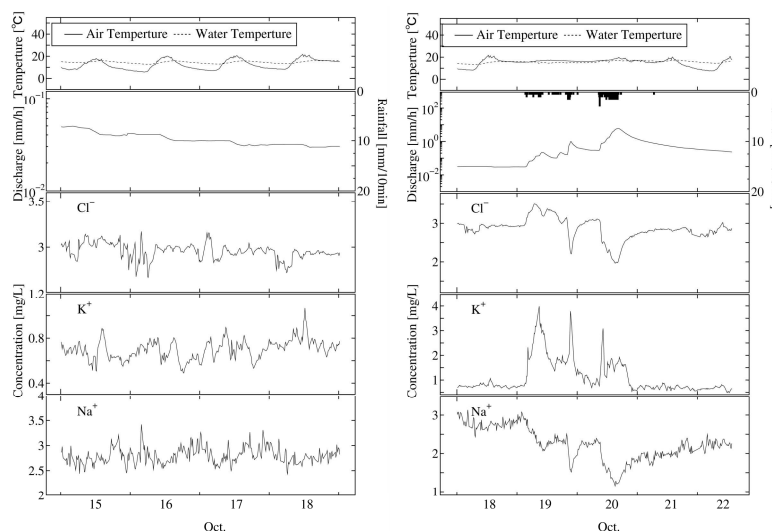 Temperture [℃]
40
20
0
Air Temperture
Water Temperture
Discharge [mm/h]
10⁻¹
10⁻²
Rainfall [mm/10min]
0
10
20
Cl⁻
3.5
3
Concentration [mg/L]
K⁺
1.2
0.8
0.4
Na⁺
4
3.5
3
2.5
2
15 16 17 18
Oct.
Temperture [℃]
40
20
0
Air Temperture
Water Temperture
Discharge [mm/h]
10²
10⁰
10⁻²
0
10
20
Cl⁻
3
2
Concentration [mg/L]
K⁺
4
3
2
1
Na⁺
3
2
1
18 19 20 21 22
Oct.